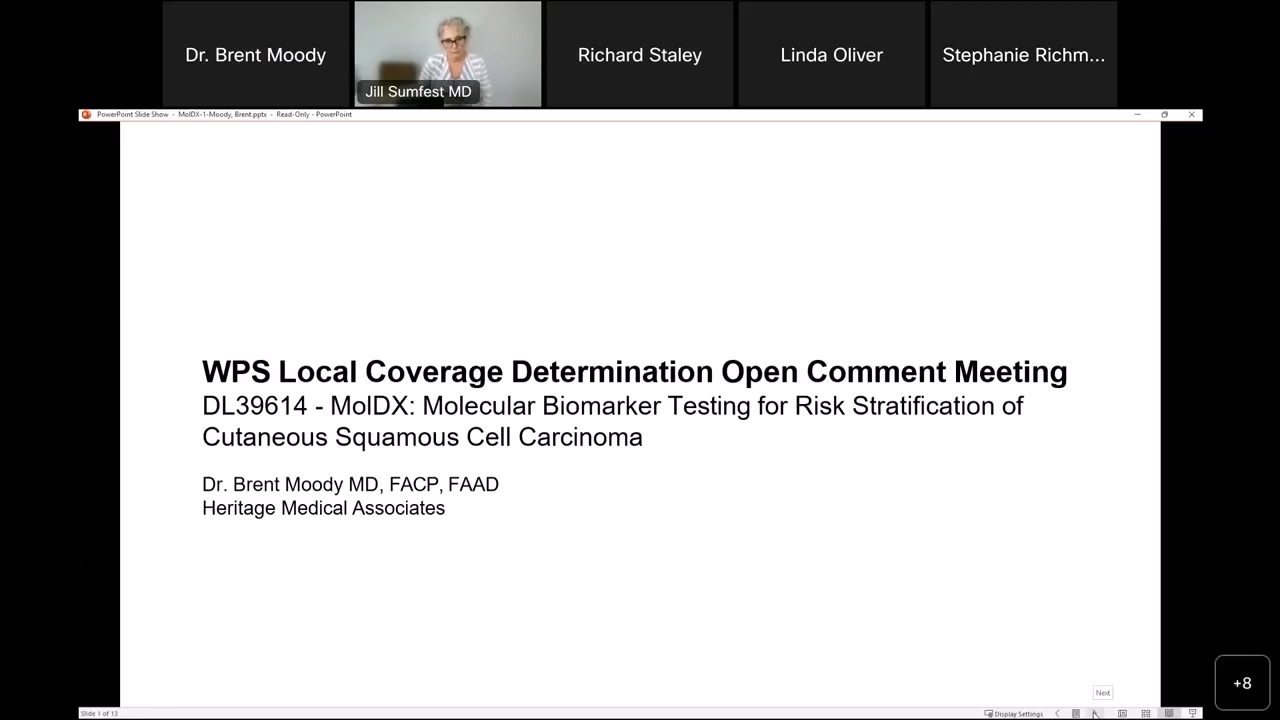 Dr. Brent Moody
Jill Sumfest MD
Richard Staley
Linda Oliver
Stephanie Richm...
PowerPoint Slide Show - MolDX-1-Moody, Brent.pptx - Read-Only - PowerPoint
WPS Local Coverage Determination Open Comment Meeting
DL39614 - MolDX: Molecular Biomarker Testing for Risk Stratification of
Cutaneous Squamous Cell Carcinoma
Dr. Brent Moody MD, FACP, FAAD
Heritage Medical Associates
+8
Next
Slide 1 of 13
Display Settings